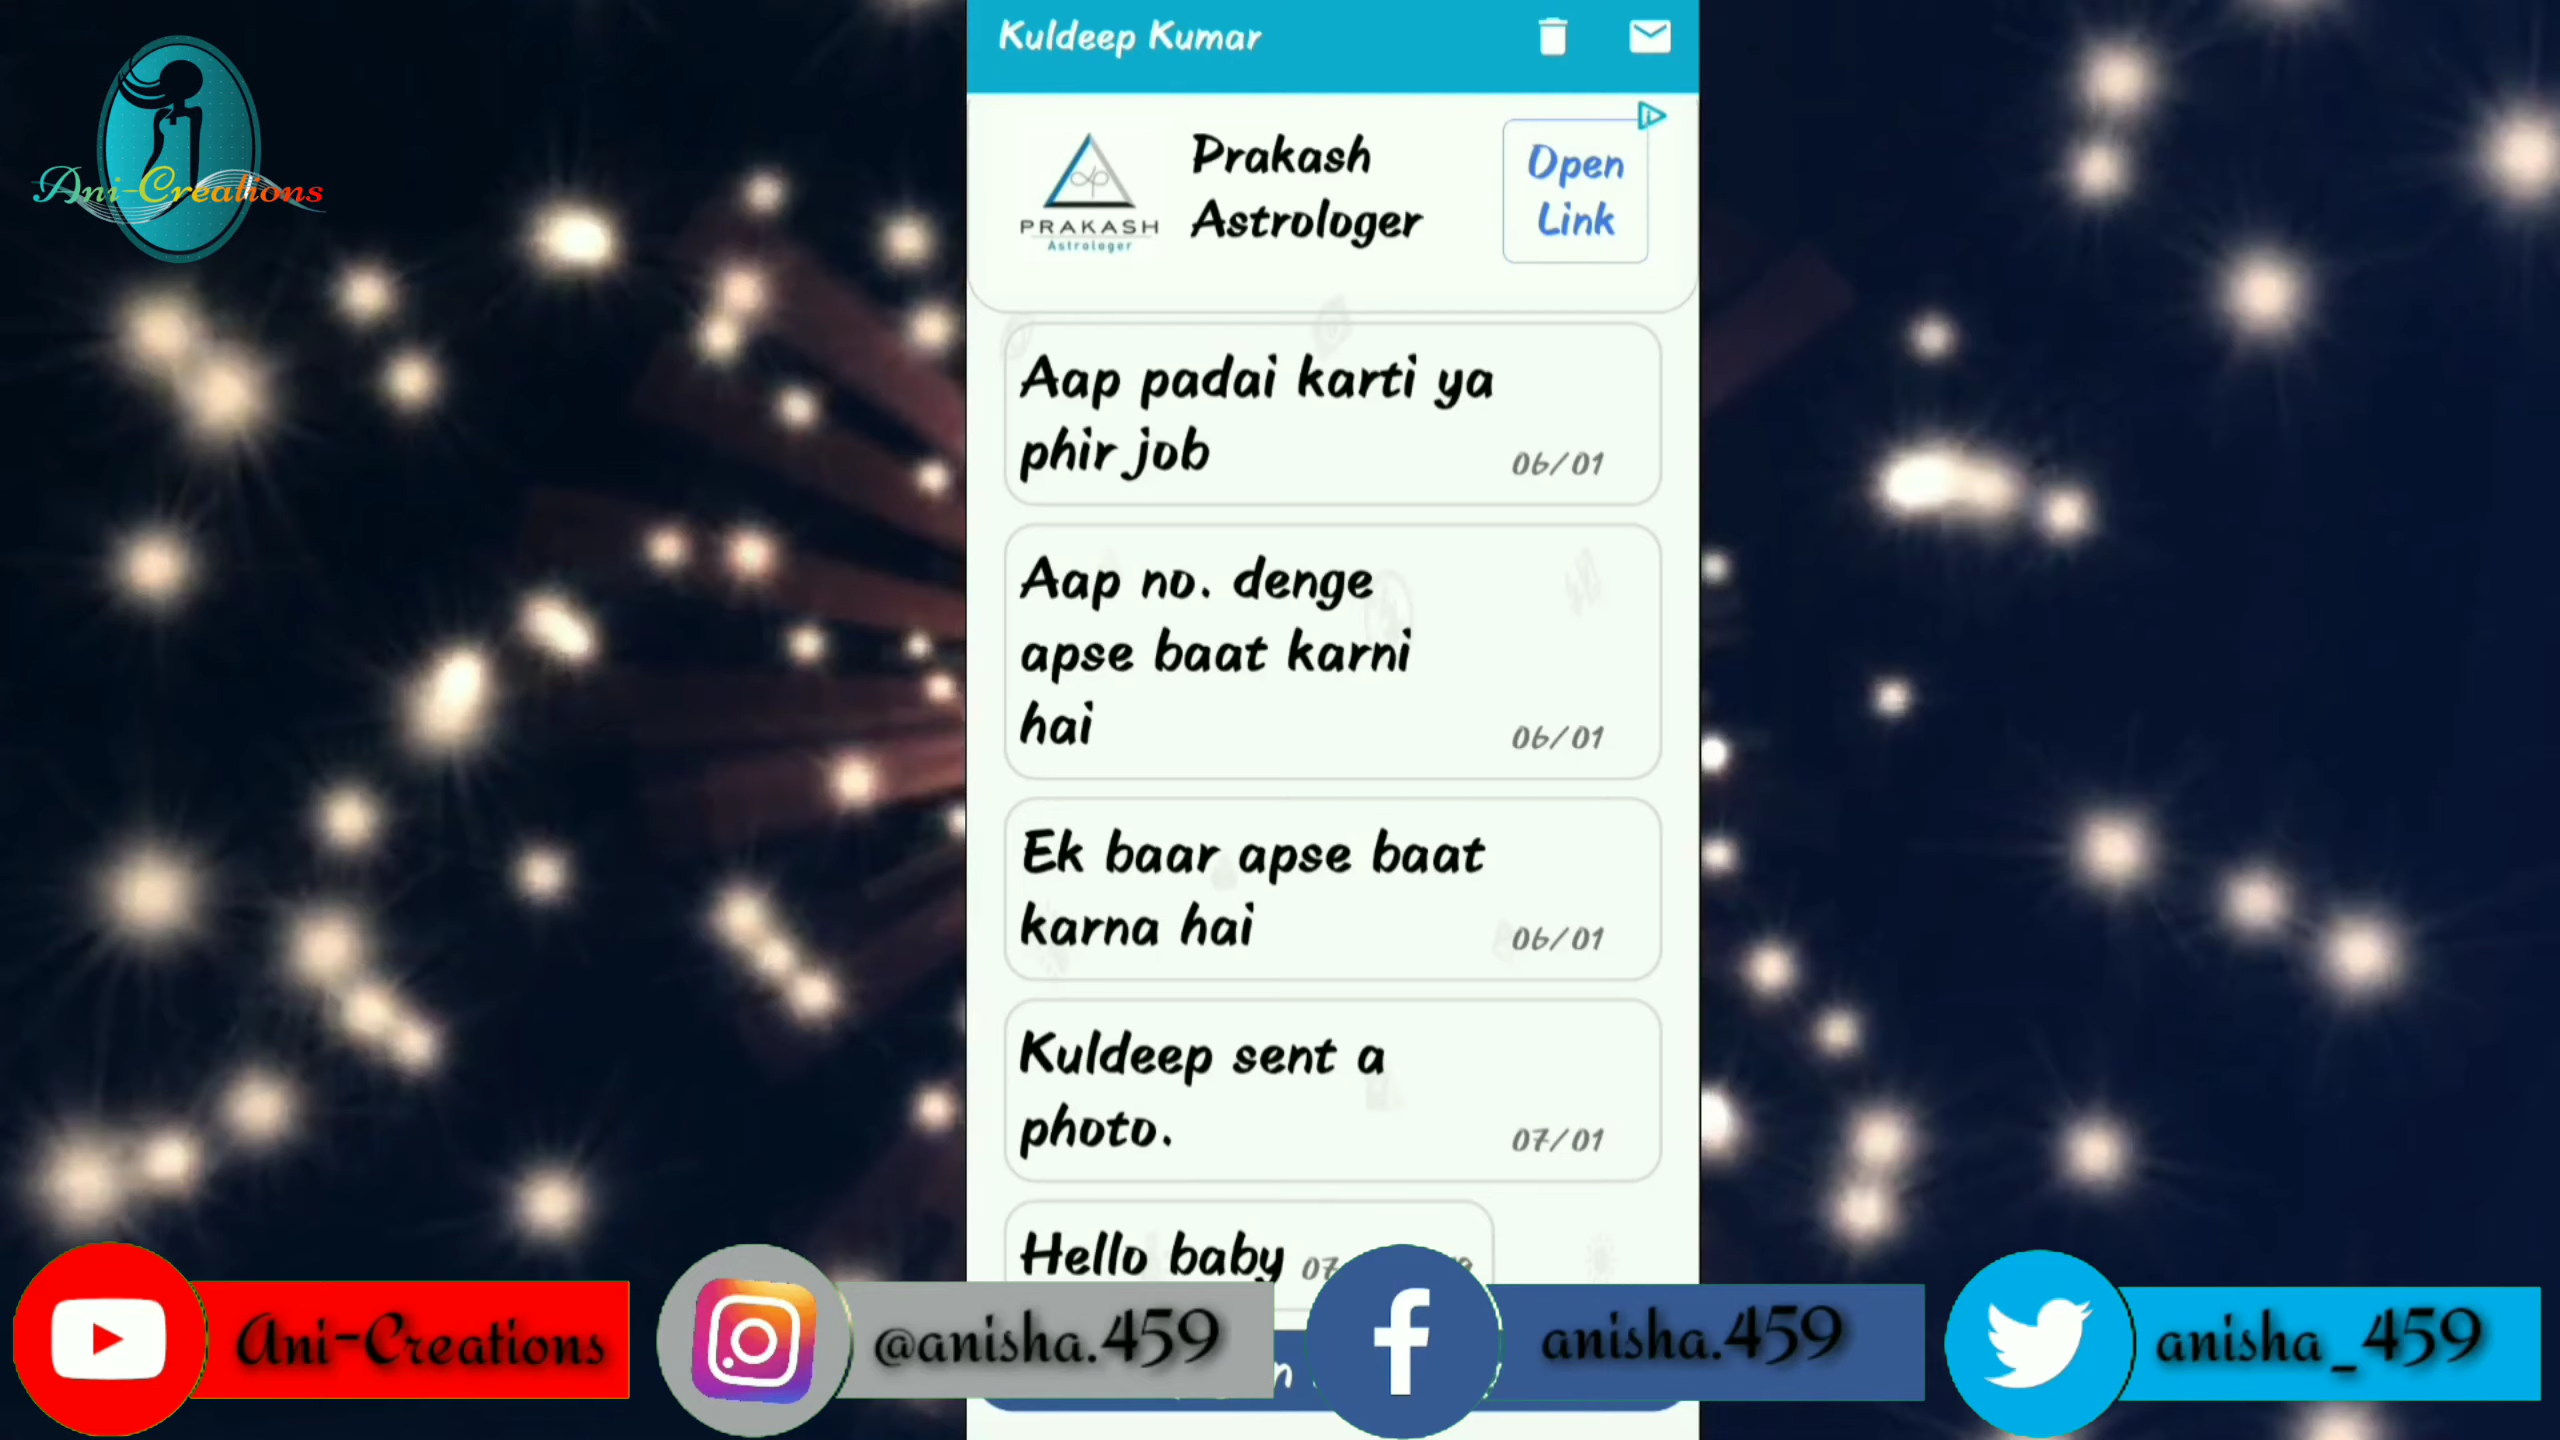 Ani-Creations
Kuldeep Kumar
Prakash
Astrologer
Open
Link
PRAKASH
Astrologer
Aap padai karti ya
phir job
06/01
Aap no. denge
apse baat karni
hai
06/01
Ek baar apse baat
karna hai
06/01
Kuldeep sent a
photo.
07/01
Hello baby
Ani-Creations
@anisha.459
anisha.459
anisha_459